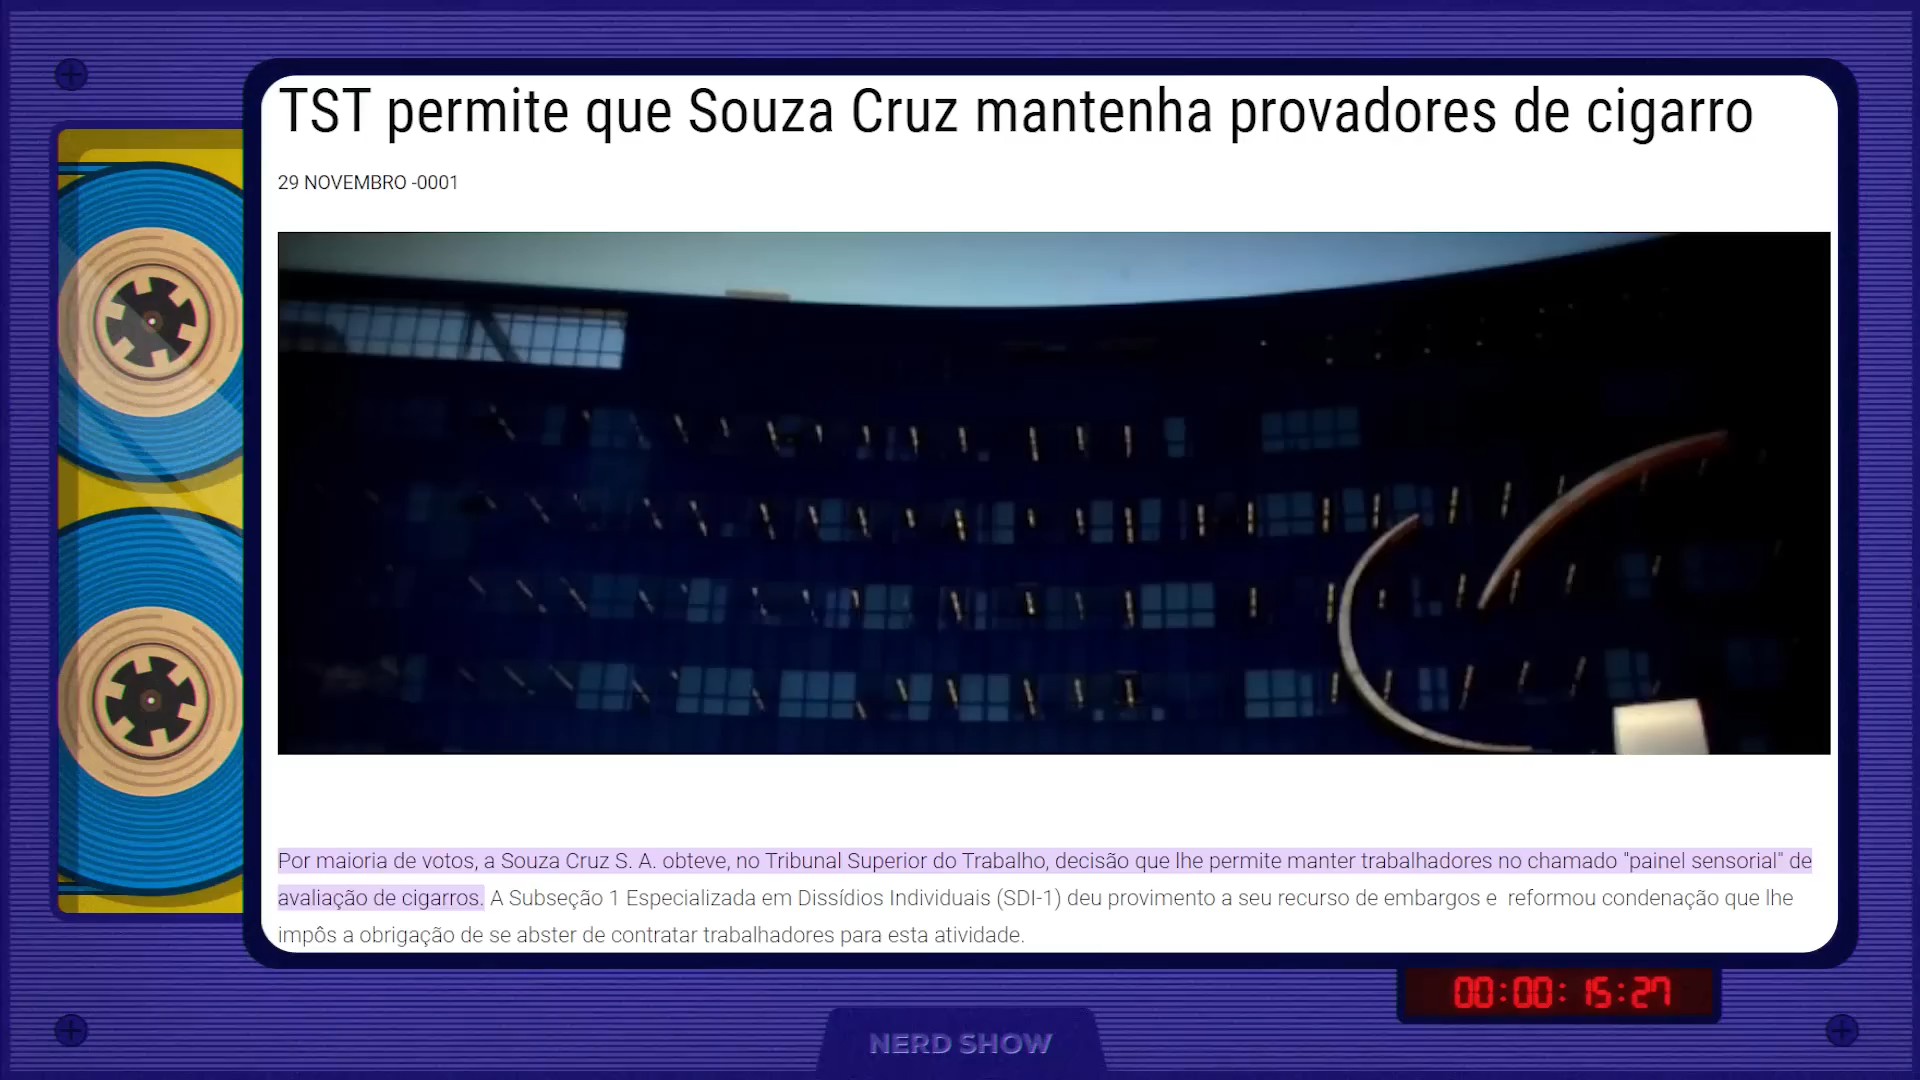 TST permite que Souza Cruz mantenha provadores de cigarro
29 NOVEMBRO -0001
Por maioria de votos, a Souza Cruz S. A. obteve, no Tribunal Superior do Trabalho, decisão que lhe permite manter trabalhadores no chamado "painel sensorial" de
avaliação de cigarros. A Subseção 1 Especializada em Dissídios Individuais (SDI-1) deu provimento a seu recurso de embargos e  reformou condenação que lhe
impôs a obrigação de se abster de contratar trabalhadores para esta atividade.
00:00:15:27
NERD SHOW